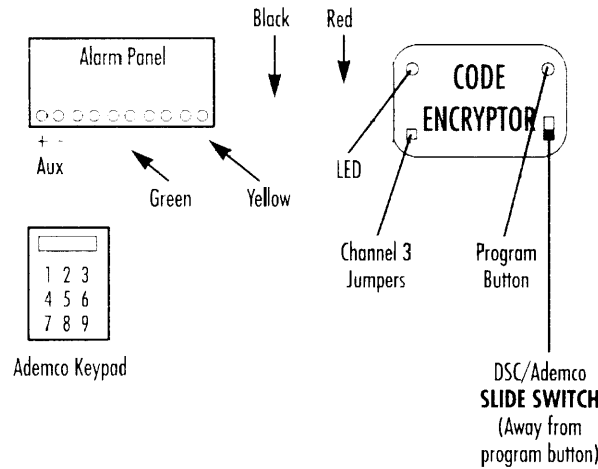 Black
Red
Alarm Panel
CODE
ENCRYPTOR
+ -
Aux
Green
Yellow
LED
Channel 3
Jumpers
Program
Button
1 2 3
4 5 6
7 8 9
Ademco Keypad
DSC/Ademco
SLIDE SWITCH
(Away from
program button)